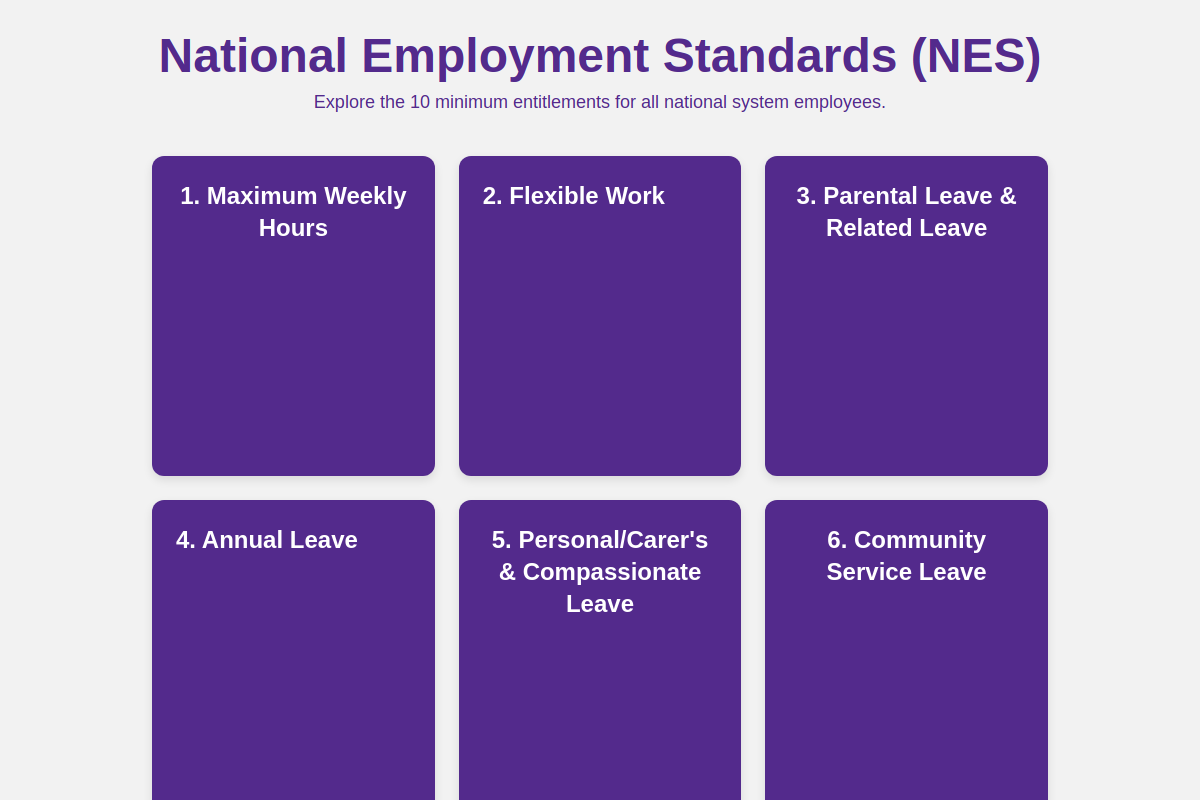 National Employment Standards (NES)
Explore the 10 minimum entitlements for all national system employees.
1. Maximum Weekly
Hours
2. Flexible Work
3. Parental Leave &
Related Leave
4. Annual Leave
5. Personal/Carer's
& Compassionate
Leave
6. Community
Service Leave